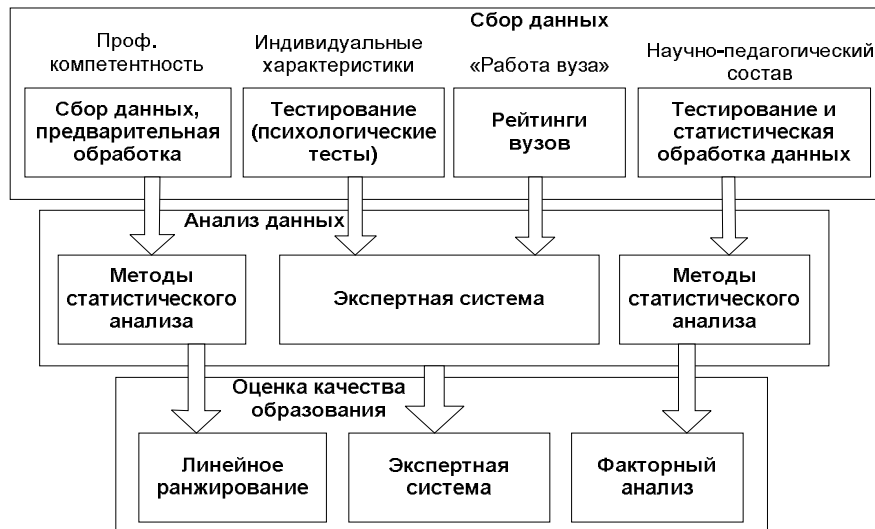 Сбор данных
Проф.
компетентность
Индивидуальные
характеристики
«Работа вуза»
Научно-педагогический
состав
Сбор данных,
предварительная
обработка
Тестирование
(психологические
тесты)
Рейтинги
вузов
Тестирование и
статистическая
обработка данных
Анализ данных
Методы
статистического
анализа
Экспертная система
Методы
статистического
анализа
Оценка качества
образования
Линейное
ранжирование
Экспертная
система
Факторный
анализ